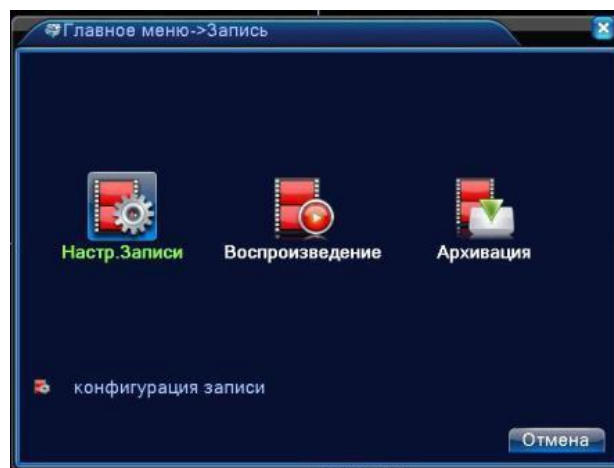 Главное меню->Запись
Настр.Записи Воспроизведение Архивация
конфигурация записи
Отмена